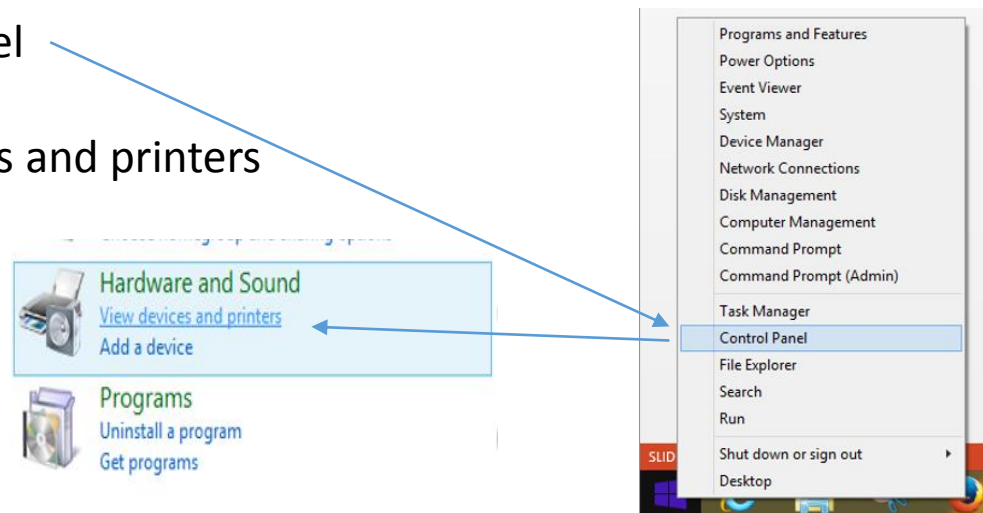 el
s and printers
Hardware and Sound
View devices and printers
Add a device
Programs
Uninstall a program
Get programs
Programs and Features
Power Options
Event Viewer
System
Device Manager
Network Connections
Disk Management
Computer Management
Command Prompt
Command Prompt (Admin)
Task Manager
Control Panel
File Explorer
Search
Run
Shut down or sign out
Desktop
SLID